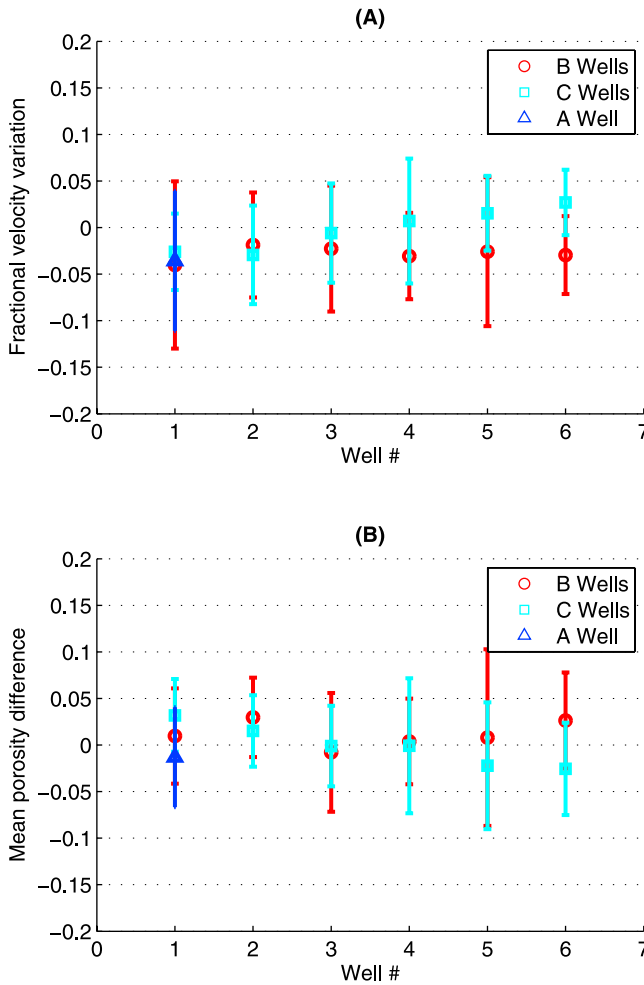 (A)
0.2
0.15
0.1
0.05
0
−0.05
−0.1
−0.15
−0.2
Fractional velocity variation
B Wells
C Wells
A Well
0 1 2 3 4 5 6 7
Well #
(B)
0.2
0.15
0.1
0.05
0
−0.05
−0.1
−0.15
−0.2
Mean porosity difference
B Wells
C Wells
A Well
0 1 2 3 4 5 6 7
Well #